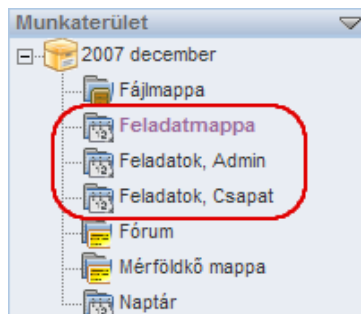 Munkaterület
2007 december
Fájlmappa
Feladatmappa
Feladatok, Admin
Feladatok, Csapat
Fórum
Mérföldkő mappa
Naptár